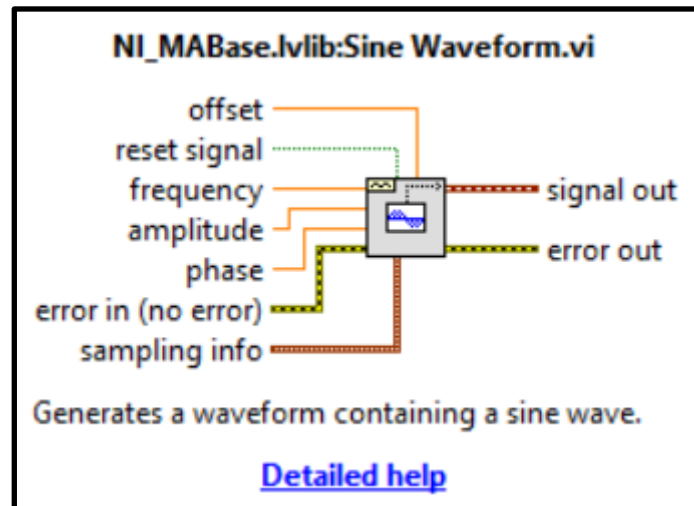 NI_MABase.lvlib:Sine Waveform.vi
offset
reset signal
frequency
amplitude
phase
error in (no error)
sampling info
signal out
error out
Generates a waveform containing a sine wave.
Detailed help